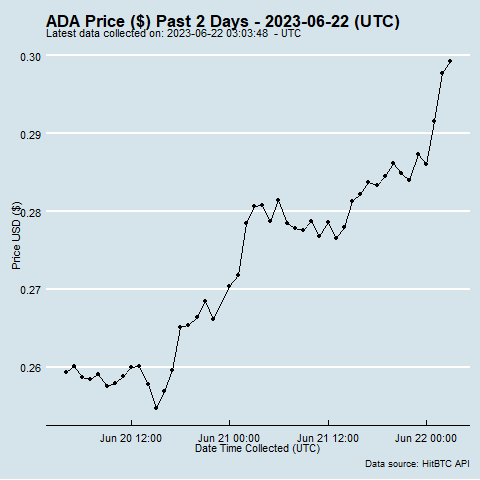 ADA Price ($) Past 2 Days - 2023-06-22 (UTC)
Latest data collected on: 2023-06-22 03:03:48  - UTC
0.30
0.29
0.28
0.27
0.26
Price USD ($)
Jun 20 12:00 Jun 21 00:00 Jun 21 12:00 Jun 22 00:00
Date Time Collected (UTC)
Data source: HitBTC API